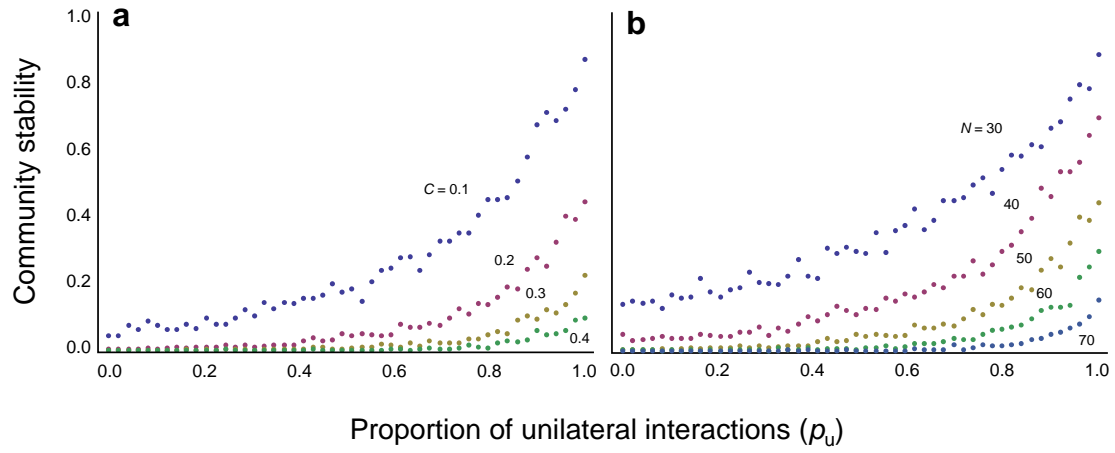 a
b
Community stability
1.0
0.8
0.6
0.4
0.2
0.0
C = 0.1
0.2
0.3
0.4
0.0 0.2 0.4 0.6 0.8 1.0
N = 30
40
50
60
70
0.0 0.2 0.4 0.6 0.8 1.0
Proportion of unilateral interactions (pu)